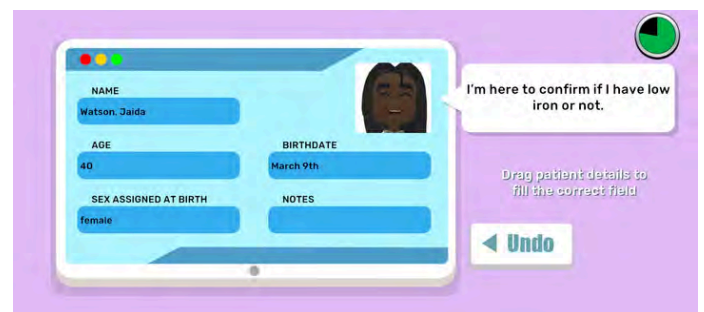 NAME
Watson, Jaida
AGE
40
BIRTHDATE
March 9th
SEX ASSIGNED AT BIRTH
female
NOTES
I'm here to confirm if I have low
iron or not.
Drag patient details to
fill the correct field
Undo